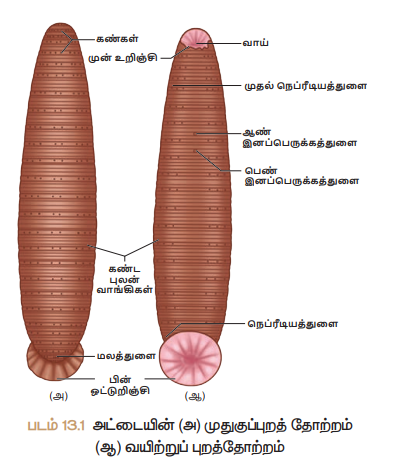 கண்கள்
முன் உறிஞ்சி
வாய்
முதல் நெப்ரீடியத்துளை
ஆண்
இனப்பெருக்கத்துளை
பெண்
இனப்பெருக்கத்துளை
கண்ட
புலன்
வாங்கிகள்
நெப்ரீடியத்துளை
மலத்துளை
பின்
ஒட்டுறிஞ்சி
(அ)
(ஆ)
படம் 13.1 அட்டையின் (அ) முதுகுப்புறத் தோற்றம்
(ஆ) வயிற்றுப் புறத்தோற்றம்